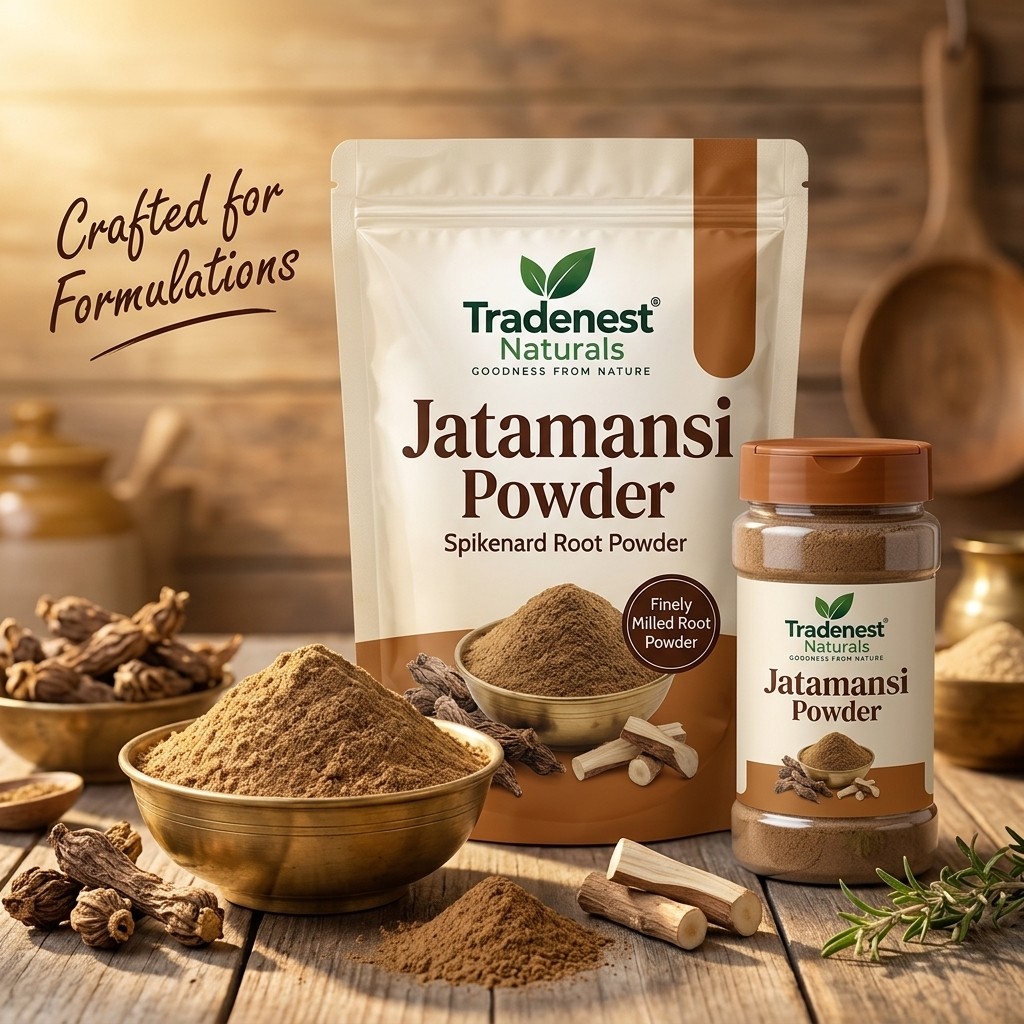 Crafted for
Formulations
Tradenest®
Naturals
GOODNESS FROM NATURE
Jatamansi
Powder
Spikenard Root Powder
Finely
Milled Root
Powder
Tradenest®
Naturals
GOODNESS FROM NATURE
Jatamansi
Powder